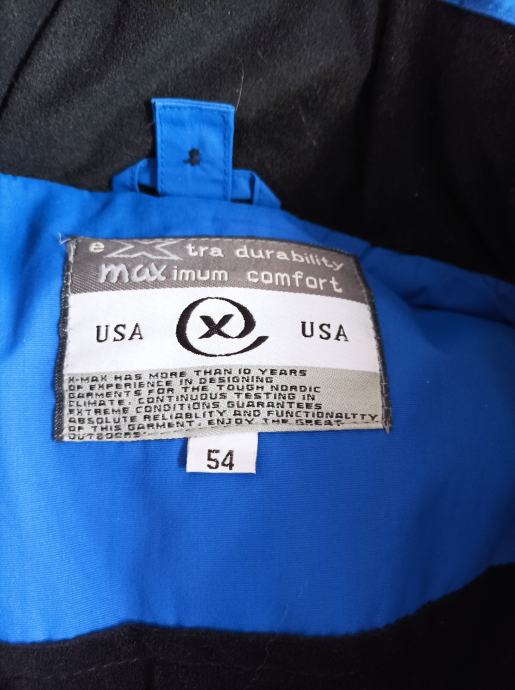 eXtra durability
maximum comfort
USA X USA
X-MAX HAS MORE THAN 10 YEARS
OF EXPERIENCE IN DESIGNING
GARMENTS FOR THE TOUGH NORDIC
CLIMATE. CONTINUOUS TESTING IN
EXTREME CONDITIONS GUARANTEES
ABSOLUTE RELIABLITY AND FUNCTIONALTTY
OF THIS GARMENT. ENJOY THE GREAT
OUTDOORS!
54